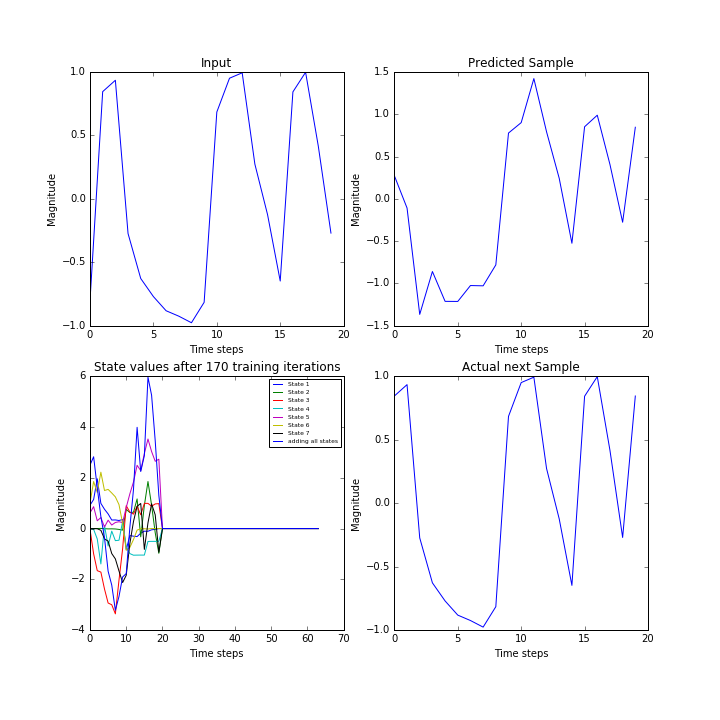 Input
1.0
0.5
0.0
−0.5
−1.0
Magnitude
0 5 10 15 20
Time steps
Predicted Sample
1.5
1.0
0.5
0.0
−0.5
−1.0
−1.5
Magnitude
0 5 10 15 20
Time steps
State values after 170 training iterations
6
4
2
0
−2
−4
Magnitude
0 10 20 30 40 50 60 70
Time steps
State 1
State 2
State 3
State 4
State 5
State 6
State 7
adding all states
Actual next Sample
1.0
0.5
0.0
−0.5
−1.0
Magnitude
0 5 10 15 20
Time steps